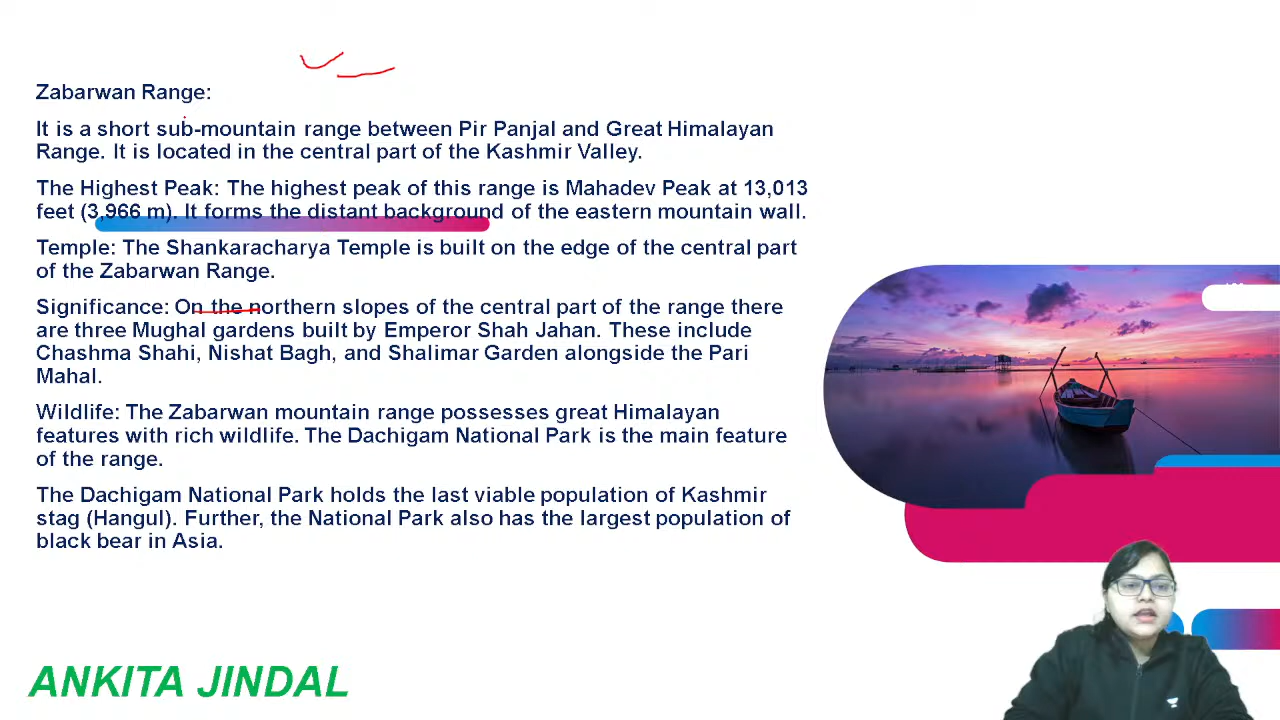 Zabarwan Range:
It is a short sub-mountain range between Pir Panjal and Great Himalayan
Range. It is located in the central part of the Kashmir Valley.
The Highest Peak: The highest peak of this range is Mahadev Peak at 13,013
feet (3,966 m). It forms the distant background of the eastern mountain wall.
Temple: The Shankaracharya Temple is built on the edge of the central part
of the Zabarwan Range.
Significance: On the northern slopes of the central part of the range there
are three Mughal gardens built by Emperor Shah Jahan. These include
Chashma Shahi, Nishat Bagh, and Shalimar Garden alongside the Pari
Mahal.
Wildlife: The Zabarwan mountain range possesses great Himalayan
features with rich wildlife. The Dachigam National Park is the main feature
of the range.
The Dachigam National Park holds the last viable population of Kashmir
stag (Hangul). Further, the National Park also has the largest population of
black bear in Asia.
ANKITA JINDAL